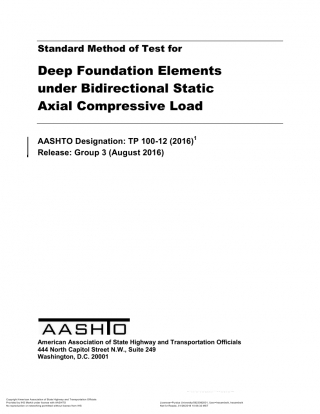 Standard Method of Test for
Deep Foundation Elements
under Bidirectional Static
Axial Compressive Load
AASHTO Designation: TP 100-12 (2016)1
Release: Group 3 (August 2016)
AASHTO
American Association of State Highway and Transportation Officials
444 North Capitol Street N.W., Suite 249
Washington, D.C. 20001